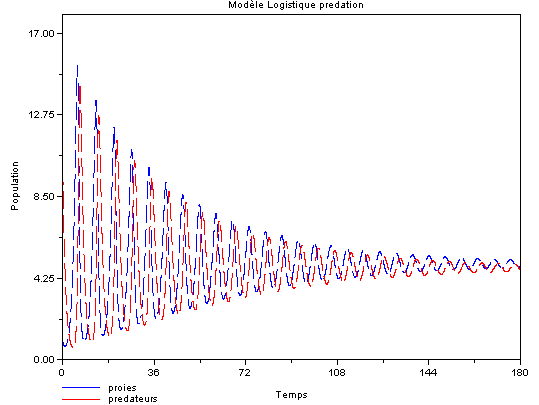 Modèle Logistique predation
17.00
12.75
8.50
4.25
0.00
Population
0 36 72 108 144 180
Temps
proies
predateurs